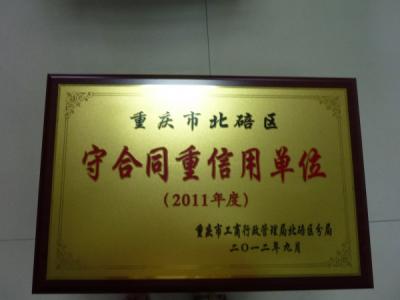 重庆市北碚区
守合同重信用单位
(2011年度)
重庆市工商行政管理局北碚区分局
二〇一二年九月